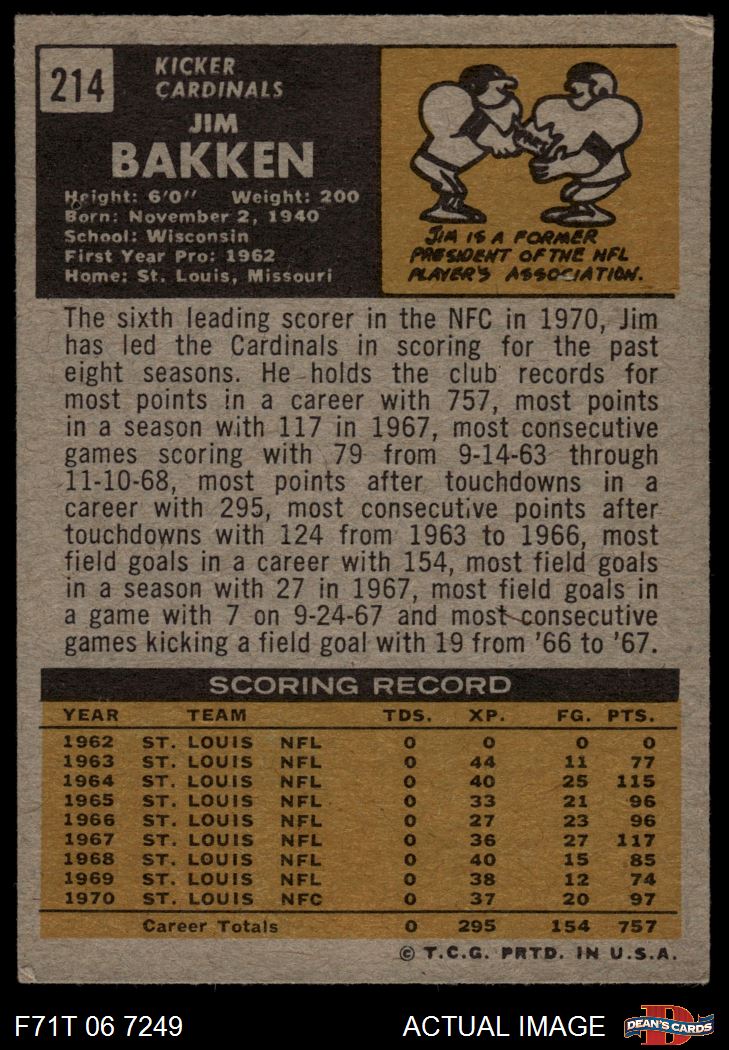 214
KICKER
CARDINALS
JIM
BAKKEN
Height: 6'0'' Weight: 200
Born: November 2, 1940
School: Wisconsin
First Year Pro: 1962
Home: St. Louis, Missouri
JIM IS A FORMER
PRESIDENT OF THE NFL
PLAYER'S ASSOCIATION.
The sixth leading scorer in the NFC in 1970, Jim
has led the Cardinals in scoring for the past
eight seasons. He holds the club records for
most points in a career with 757, most points
in a season with 117 in 1967, most consecutive
games scoring with 79 from 9-14-63 through
11-10-68, most points after touchdowns in a
career with 295, most consecutive points after
touchdowns with 124 from 1963 to 1966, most
field goals in a career with 154, most field goals
in a season with 27 in 1967, most field goals in
a game with 7 on 9-24-67 and most consecutive
games kicking a field goal with 19 from '66 to '67.
SCORING RECORD
YEAR TEAM TDS. XP. FG. PTS.
1962 ST. LOUIS NFL 0 0 0 0
1963 ST. LOUIS NFL 0 44 11 77
1964 ST. LOUIS NFL 0 40 25 115
1965 ST. LOUIS NFL 0 33 21 96
1966 ST. LOUIS NFL 0 27 23 96
1967 ST. LOUIS NFL 0 36 27 117
1968 ST. LOUIS NFL 0 40 15 85
1969 ST. LOUIS NFL 0 38 12 74
1970 ST. LOUIS NFC 0 37 20 97
Career Totals 0 295 154 757
© T.C.G. PRTD. IN U.S.A.
F71T 06 7249 ACTUAL IMAGE
D
DEAN'S CARDS